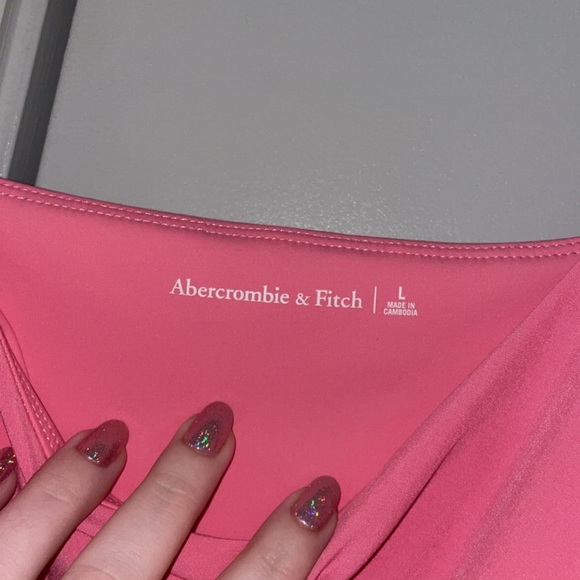 Abercrombie & Fitch | L
MADE IN
CAMBODIA